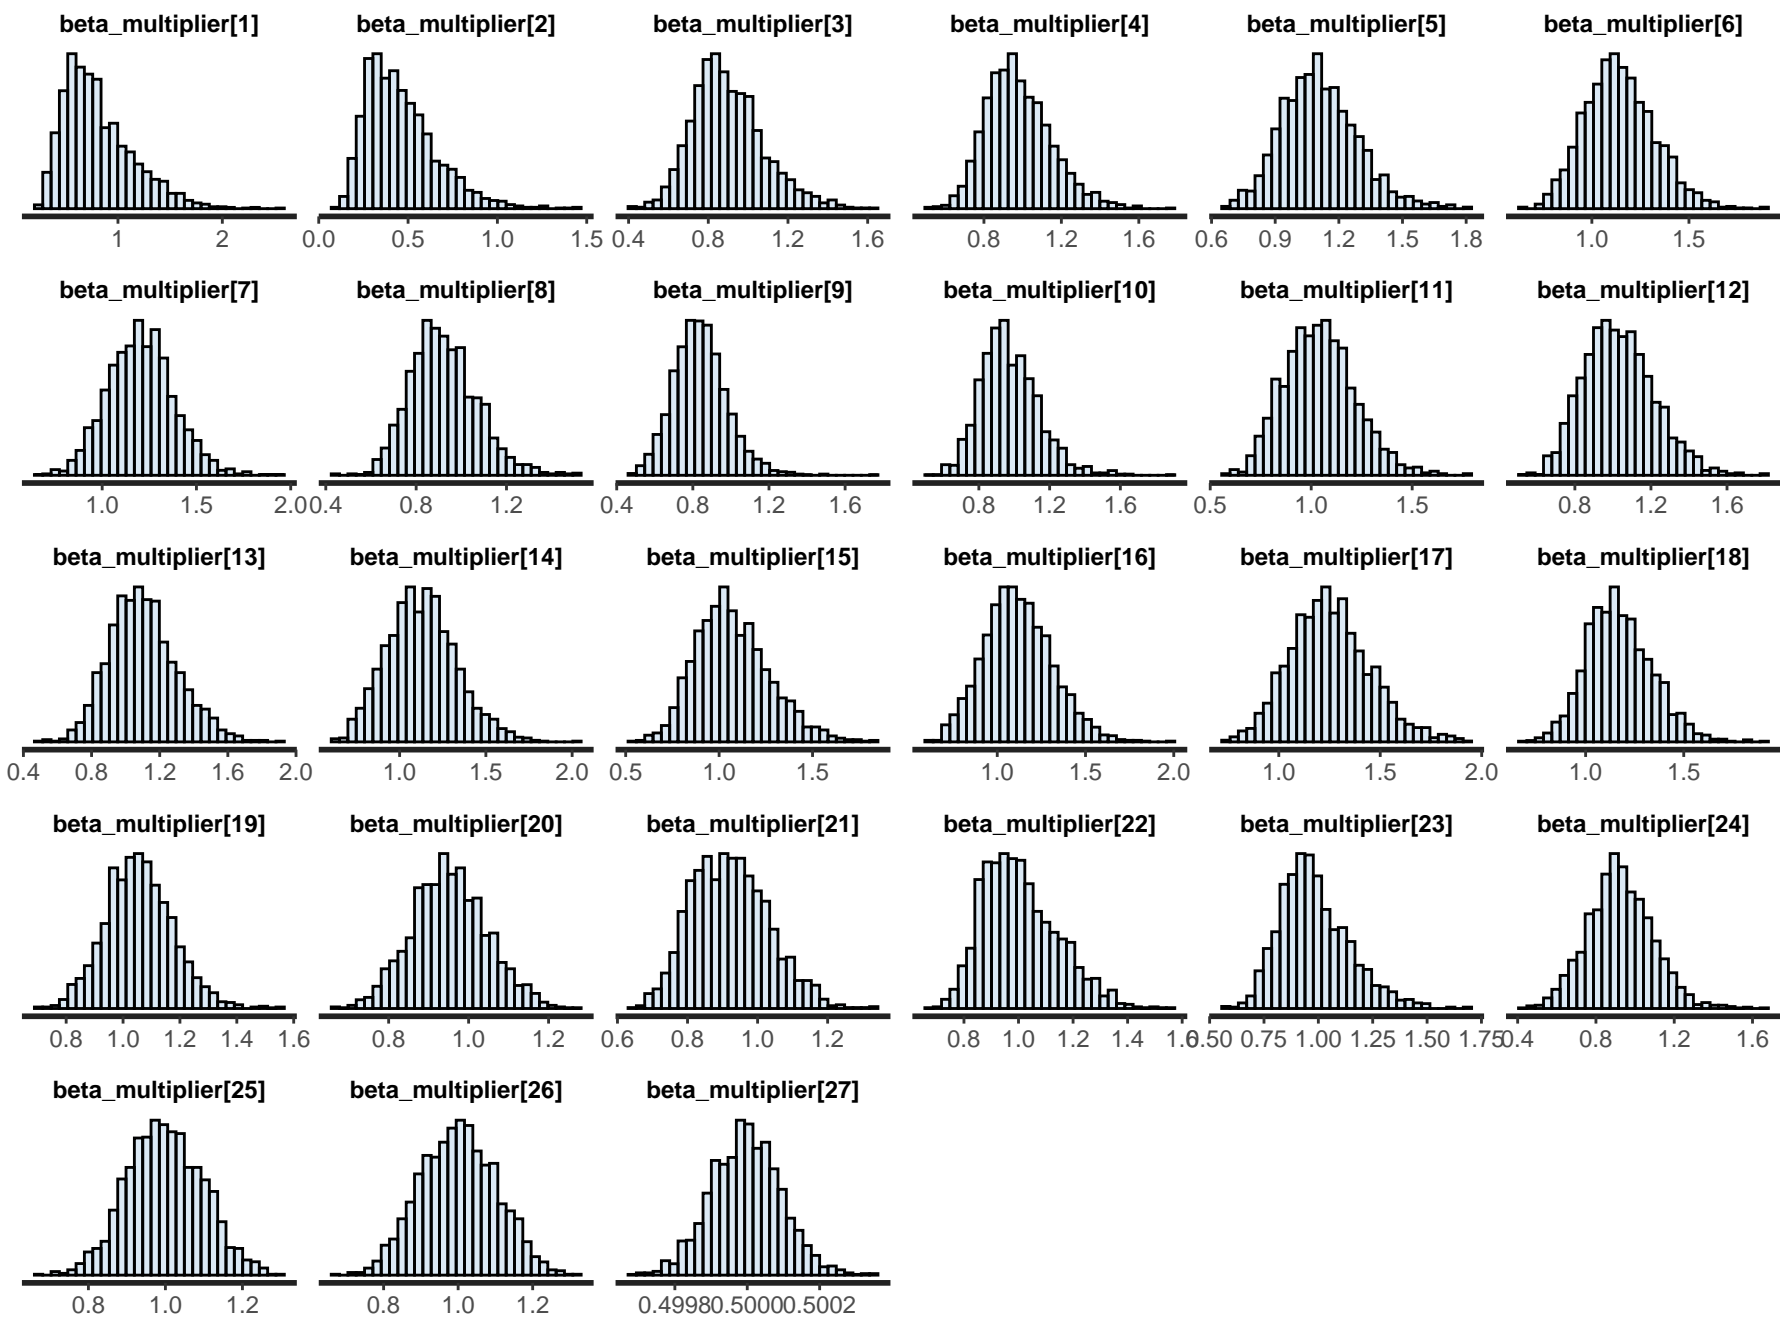 beta_multiplier[1] beta_multiplier[2] beta_multiplier[3] beta_multiplier[4] beta_multiplier[5] beta_multiplier[6]
1 2 0.0 0.5 1.0 1.5 0.4 0.8 1.2 1.6 0.8 1.2 1.6 0.6 0.9 1.2 1.5 1.8 1.0 1.5
beta_multiplier[7] beta_multiplier[8] beta_multiplier[9] beta_multiplier[10] beta_multiplier[11] beta_multiplier[12]
1.0 1.5 2.0 0.4 0.8 1.2 0.4 0.8 1.2 1.6 0.8 1.2 1.6 0.5 1.0 1.5 0.8 1.2 1.6
beta_multiplier[13] beta_multiplier[14] beta_multiplier[15] beta_multiplier[16] beta_multiplier[17] beta_multiplier[18]
0.4 0.8 1.2 1.6 2.0 1.0 1.5 2.0 0.5 1.0 1.5 1.0 1.5 2.0 1.0 1.5 2.0 1.0 1.5
beta_multiplier[19] beta_multiplier[20] beta_multiplier[21] beta_multiplier[22] beta_multiplier[23] beta_multiplier[24]
0.8 1.0 1.2 1.4 1.6 0.8 1.0 1.2 0.6 0.8 1.0 1.2 0.8 1.0 1.2 1.4 1.6 0.50 0.75 1.00 1.25 1.50 1.75 0.4 0.8 1.2 1.6
beta_multiplier[25] beta_multiplier[26] beta_multiplier[27]
0.8 1.0 1.2 0.8 1.0 1.2 0.4998 0.5000 0.5002